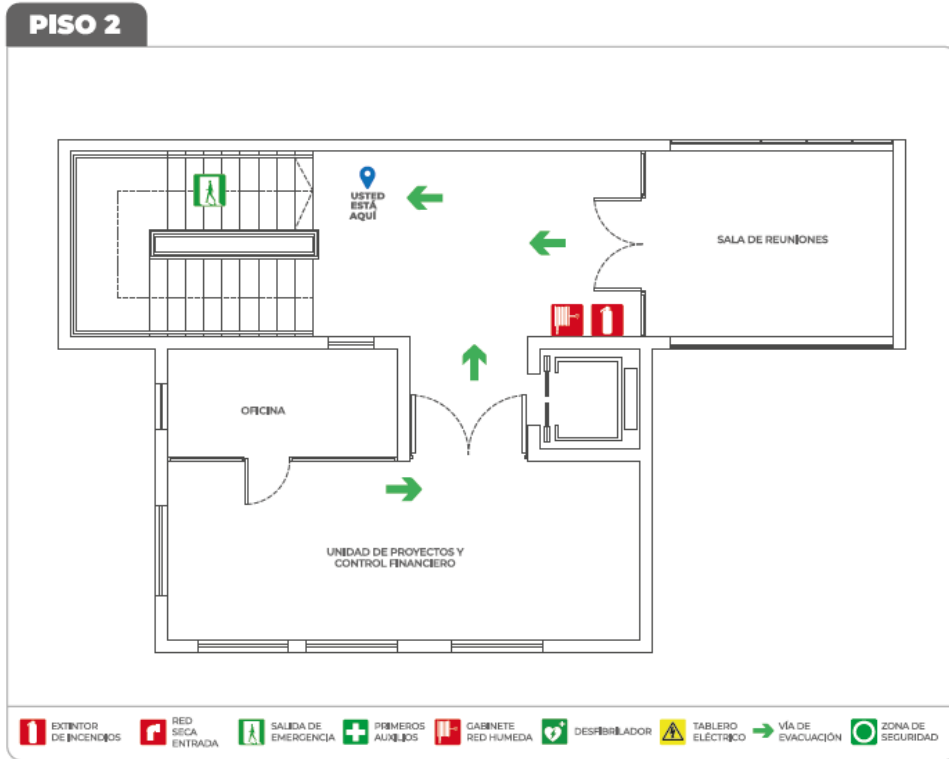 PISO 2
USTED
ESTÁ
AQUÍ
SALA DE REUNIONES
OFICINA
UNIDAD DE PROYECTOS Y
CONTROL FINANCIERO
EXTINTOR
DE INCENDIOS
RED
SECA
ENTRADA
SALIDA DE
EMERGENCIA
PRIMEROS
AUXILIOS
GABINETE
RED HUMEDA
DESFIBRILADOR
TABLERO
ELÉCTRICO
VÍA DE
EVACUACIÓN
ZONA DE
SEGURIDAD